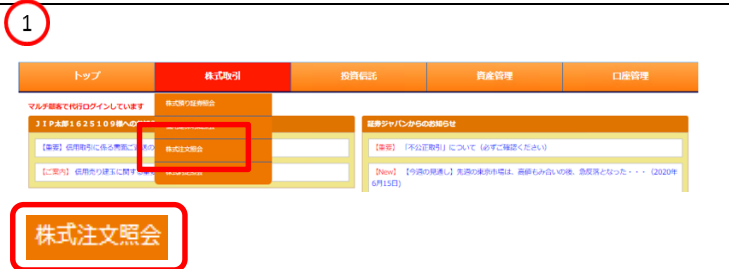 1
トップ 株式取引 投資信託 資産管理 口座管理
マルチ顧客で代行ログインしています
株式預り証券照会
JIP太郎1625109様への
証券ジャパンからのお知らせ
【重要】信用取引に係る
株式注文照会
【重要】「不公正取引」について(必ずご確認ください)
【ご案内】信用売り建玉に関する重要
【New】【今週の見通し】先週の東京市場は、高値もみ合いの後、急反落となった・・・(2020年
6月15日)
株式注文照会